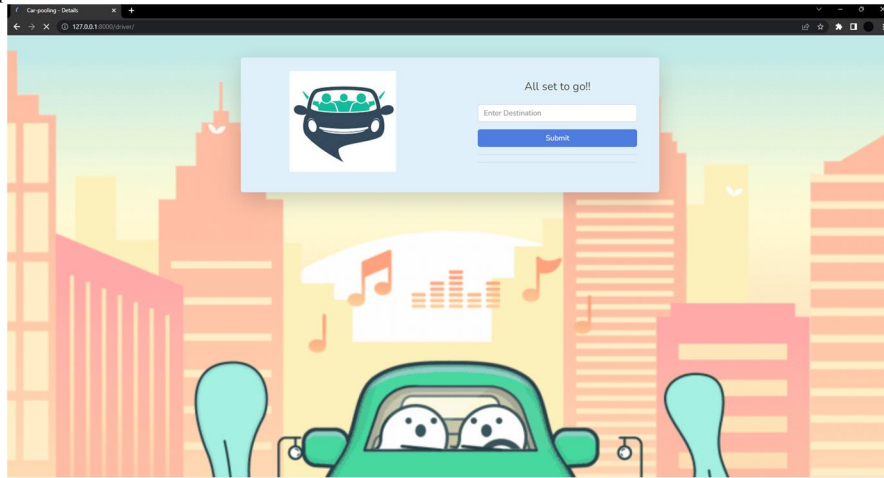 Car-pooling - Details
127.0.0.1:8000/driver/
All set to go!!
Enter Destination
Submit